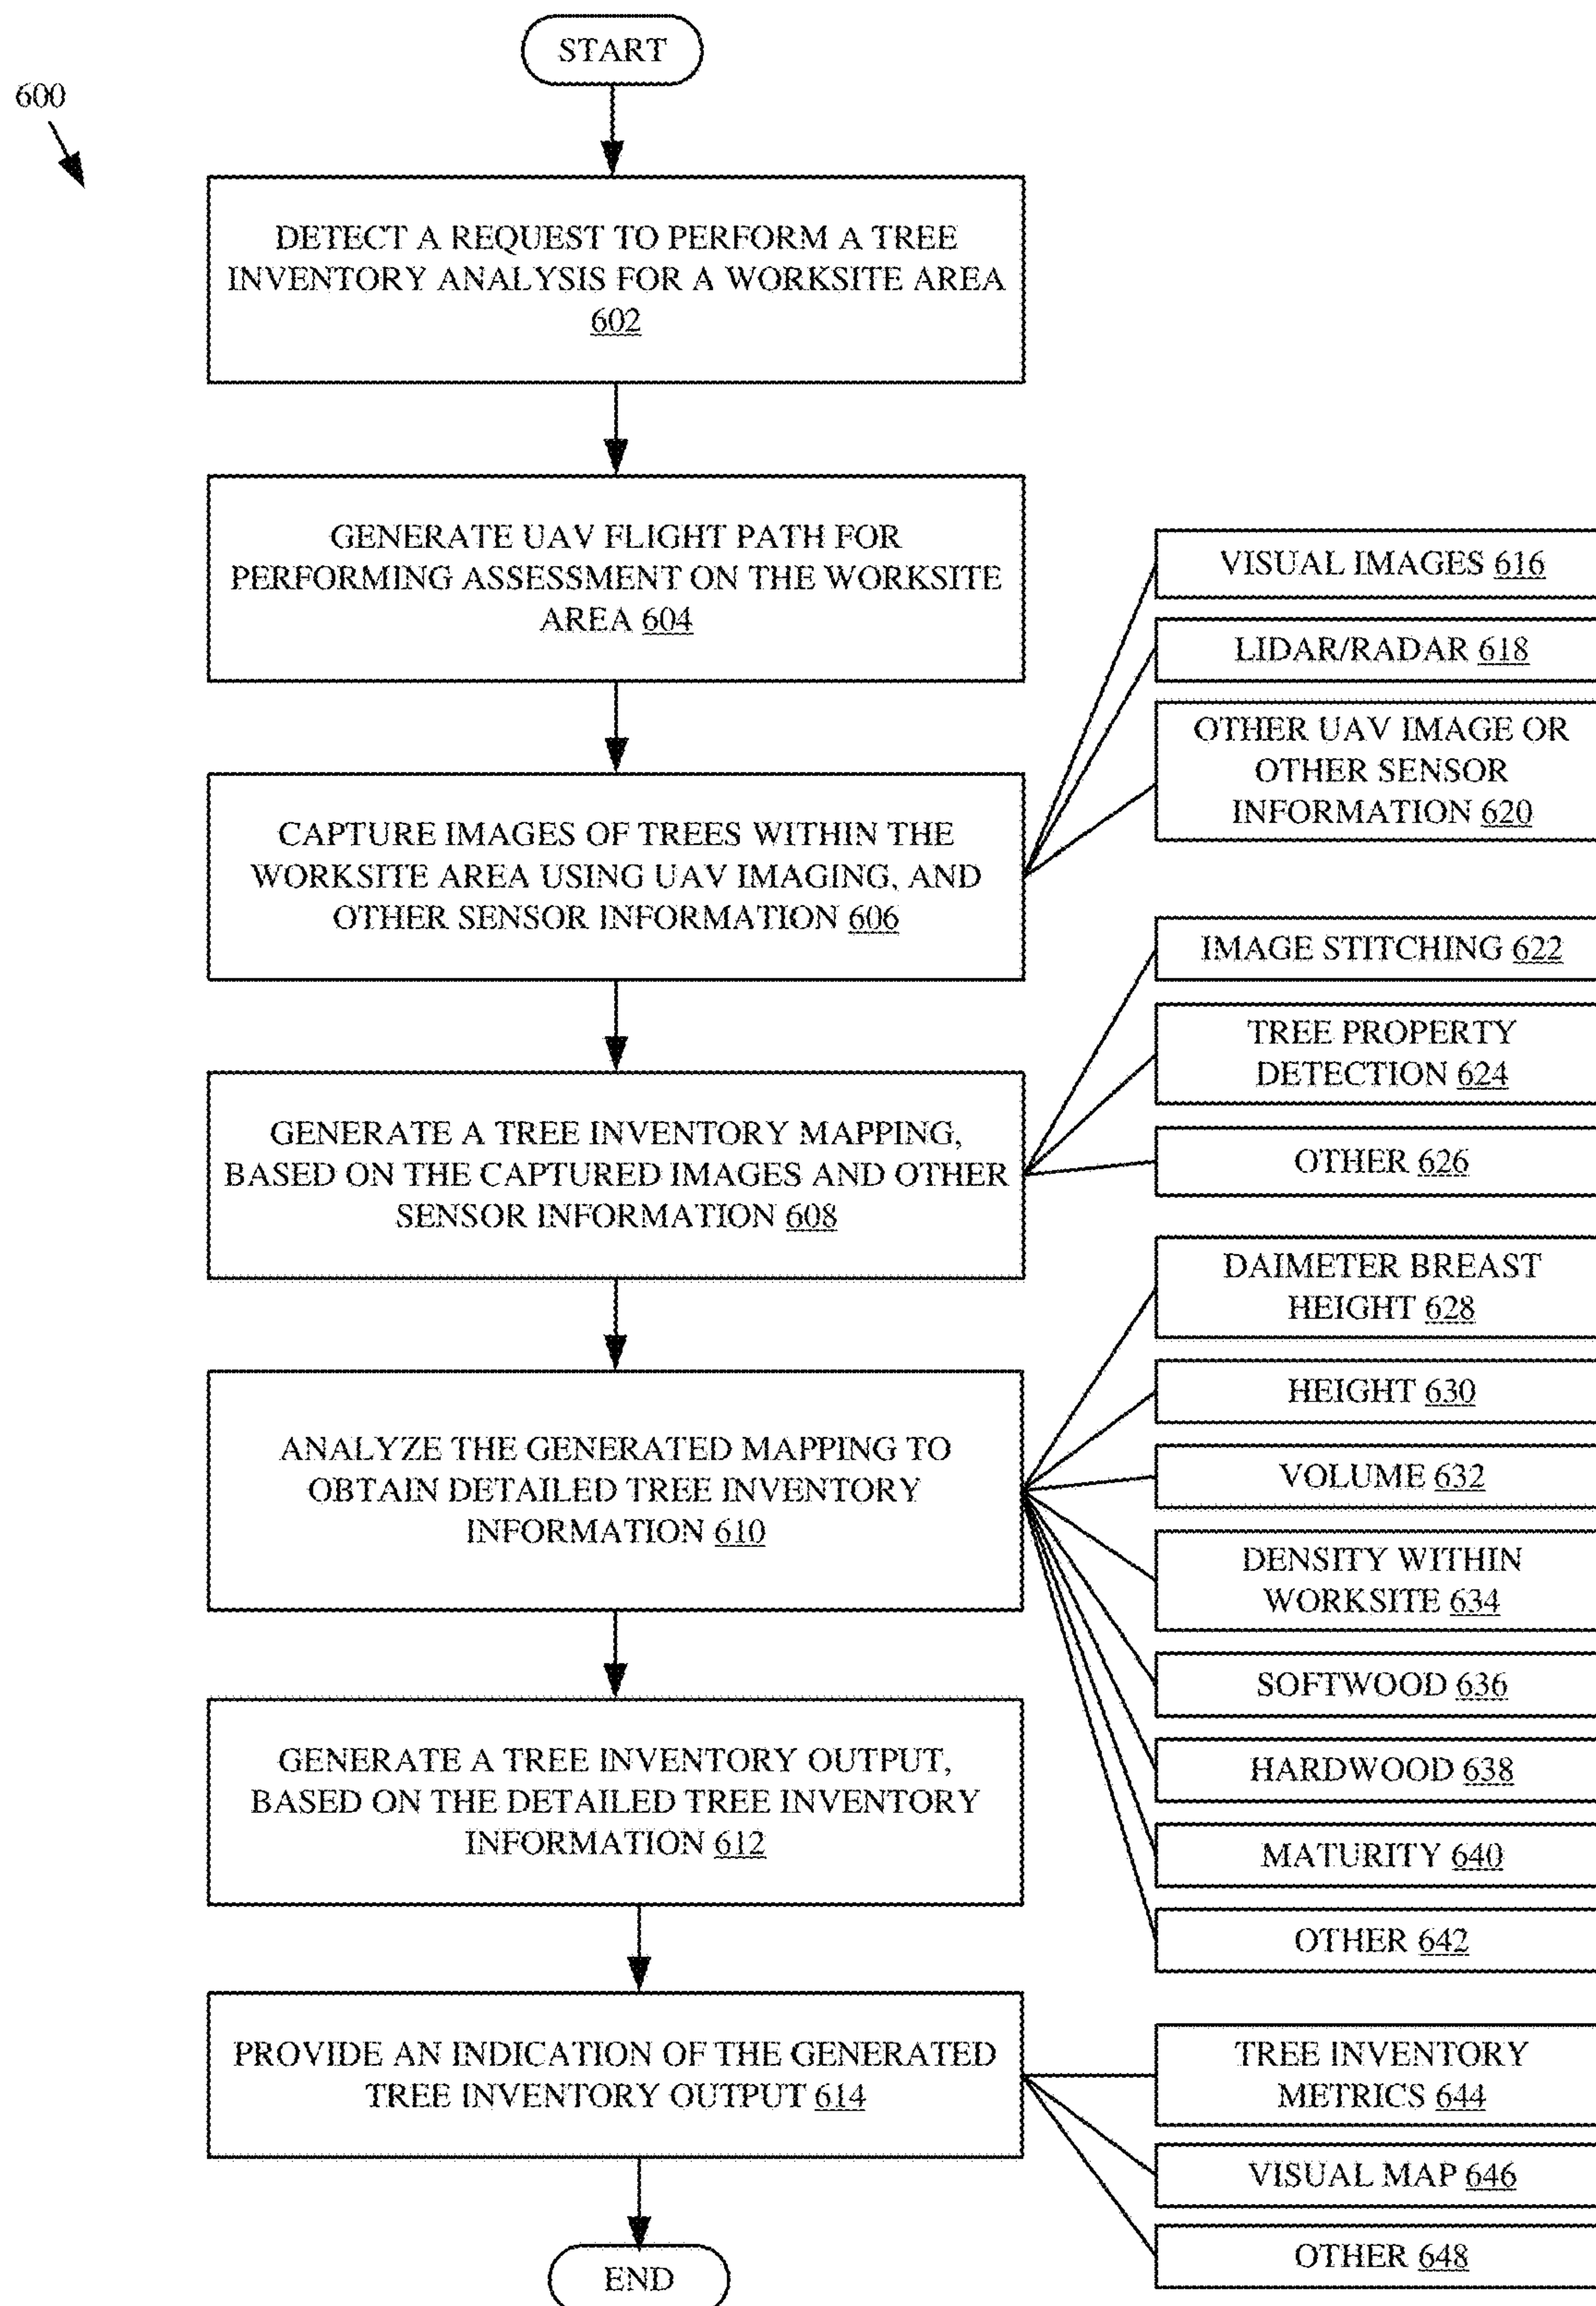 START
600
DETECT A REQUEST TO PERFORM A TREE
INVENTORY ANALYSIS FOR A WORKSITE AREA
602
GENERATE UAV FLIGHT PATH FOR
PERFORMING ASSESSMENT ON THE WORKSITE
AREA 604
VISUAL IMAGES 616
LIDAR/RADAR 618
OTHER UAV IMAGE OR
OTHER SENSOR
INFORMATION 620
CAPTURE IMAGES OF TREES WITHIN THE
WORKSITE AREA USING UAV IMAGING, AND
OTHER SENSOR INFORMATION 606
IMAGE STITCHING 622
TREE PROPERTY
DETECTION 624
OTHER 626
GENERATE A TREE INVENTORY MAPPING,
BASED ON THE CAPTURED IMAGES AND OTHER
SENSOR INFORMATION 608
DAIMETER BREAST
HEIGHT 628
HEIGHT 630
VOLUME 632
DENSITY WITHIN
WORKSITE 634
SOFTWOOD 636
HARDWOOD 638
MATURITY 640
OTHER 642
ANALYZE THE GENERATED MAPPING TO
OBTAIN DETAILED TREE INVENTORY
INFORMATION 610
GENERATE A TREE INVENTORY OUTPUT,
BASED ON THE DETAILED TREE INVENTORY
INFORMATION 612
PROVIDE AN INDICATION OF THE GENERATED
TREE INVENTORY OUTPUT 614
TREE INVENTORY
METRICS 644
VISUAL MAP 646
OTHER 648
END